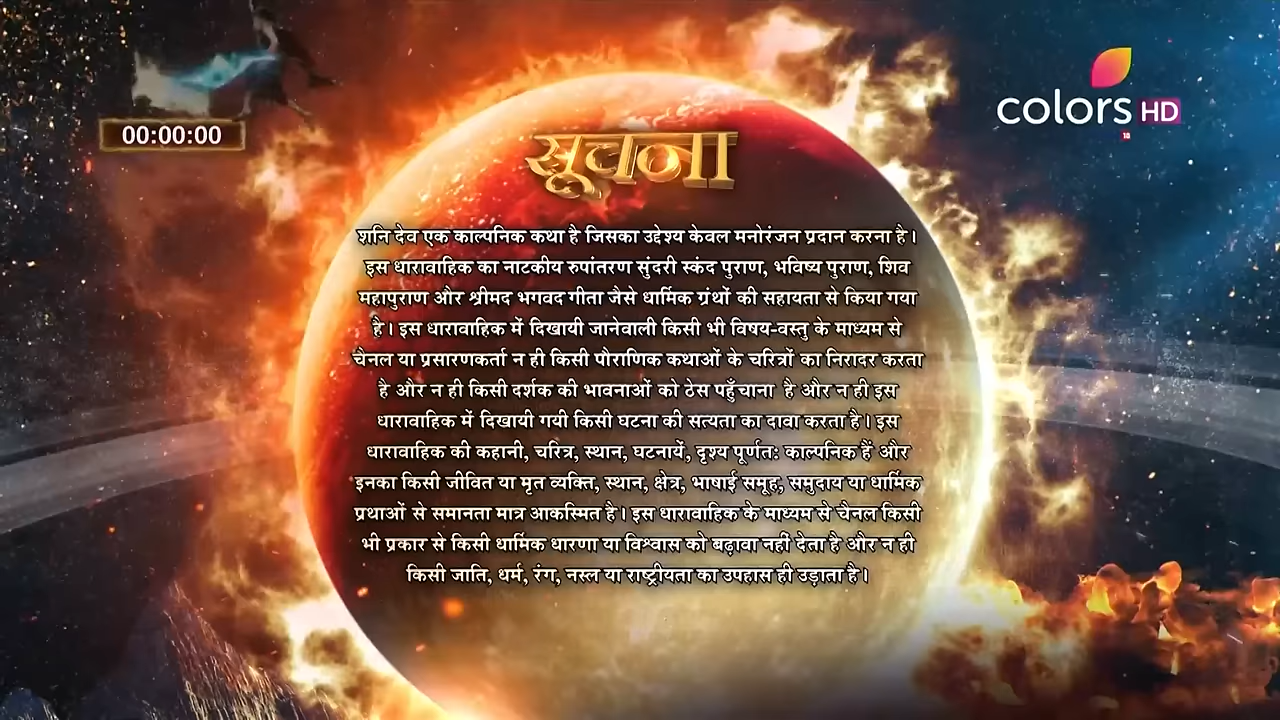 00:00:00
colors HD
18
सूचना
शनि देव एक काल्पनिक कथा है जिसका उद्देश्य केवल मनोरंजन प्रदान करना है।
इस धारावाहिक का नाटकीय रुपांतरण सुंदरी स्कंद पुराण, भविष्य पुराण, शिव
महापुराण और श्रीमद भगवद गीता जैसे धार्मिक ग्रंथों की सहायता से किया गया
है। इस धारावाहिक में दिखायी जानेवाली किसी भी विषय-वस्तु के माध्यम से
चैनल या प्रसारणकर्ता न ही किसी पौराणिक कथाओं के चरित्रों का निरादर करता
है और न ही किसी दर्शक की भावनाओं को ठेस पहुँचाना है और न ही इस
धारावाहिक में दिखायी गयी किसी घटना की सत्यता का दावा करता है। इस
धारावाहिक की कहानी, चरित्र, स्थान, घटनायें, दृश्य पूर्णत: काल्पनिक हैं और
इनका किसी जीवित या मृत व्यक्ति, स्थान, क्षेत्र, भाषाई समूह, समुदाय या धार्मिक
प्रथाओं से समानता मात्र आकस्मित है। इस धारावाहिक के माध्यम से चैनल किसी
भी प्रकार से किसी धार्मिक धारणा या विश्वास को बढ़ावा नहीं देता है और न ही
किसी जाति, धर्म, रंग, नस्ल या राष्ट्रीयता का उपहास ही उड़ाता है।